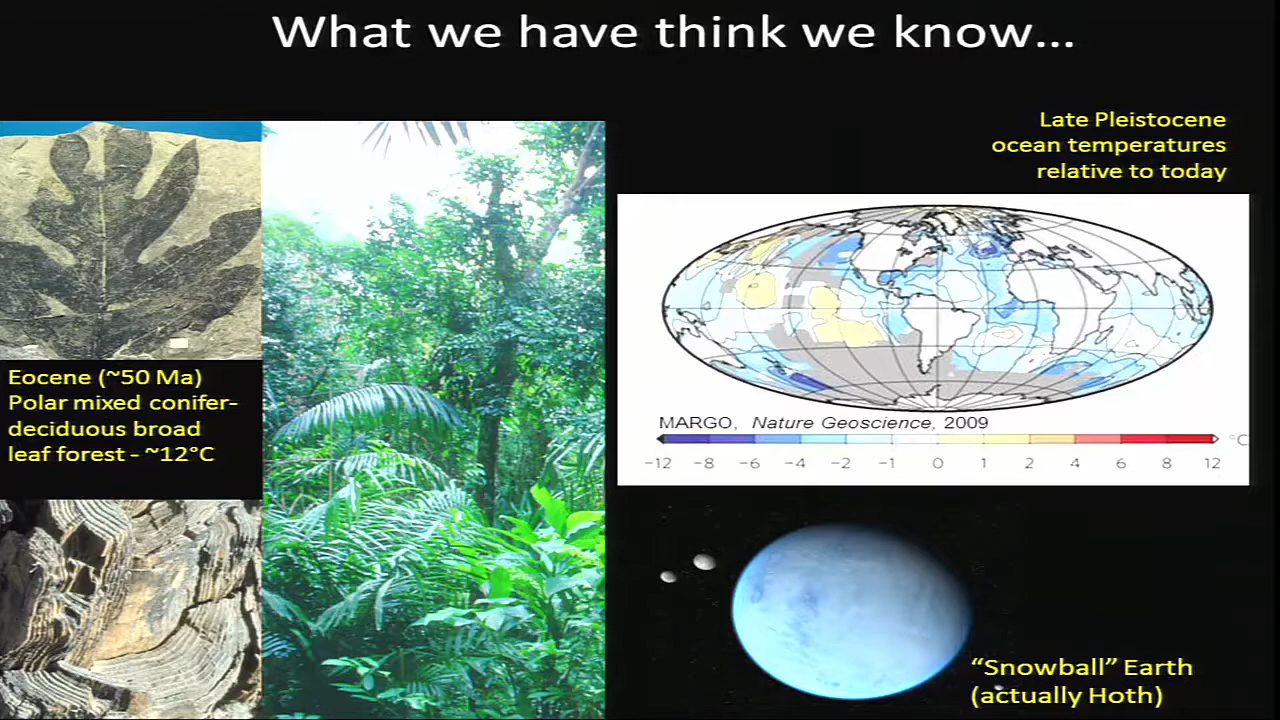 What we have think we know...
Late Pleistocene
ocean temperatures
relative to today
Eocene (~50 Ma)
Polar mixed conifer-
deciduous broad
leaf forest - ~12°C
MARGO, Nature Geoscience, 2009
°C
−12 −8 −6 −4 −2 −1 0 1 2 4 6 8 12
“Snowball” Earth
(actually Hoth)